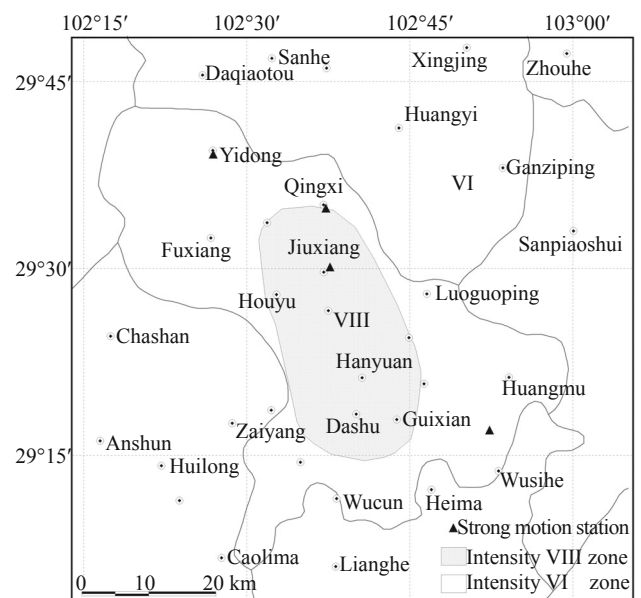 102°15′ 102°30′ 102°45′ 103°00′
Sanhe
Xingjing
Zhouhe
29°45′
Daqiaotou
Huangyi
Yidong
Ganziping
Qingxi
VI
Sanpiaoshui
Fuxiang
Jiuxiang
29°30′
Houyu
Luoguoping
VIII
Chashan
Hanyuan
Huangmu
Dashu
Guixian
Zaiyang
Anshun
29°15′
Huilong
Wusihe
Wucun
Heima
Strong motion station
Caolima
Lianghe
Intensity VIII zone
0 10 20 km
Intensity VI zone